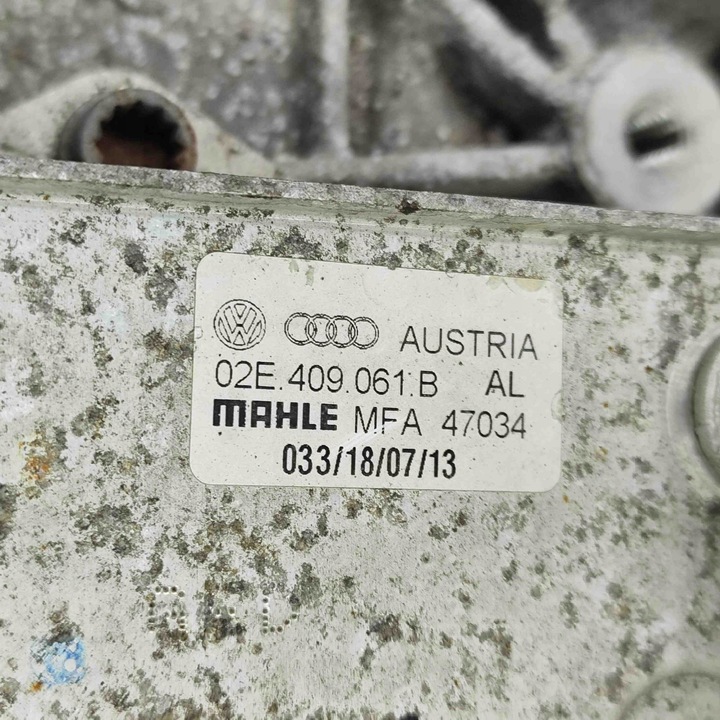 AUSTRIA
02E.409.061.B AL
MAHLE MFA 47034
033/18/07/13